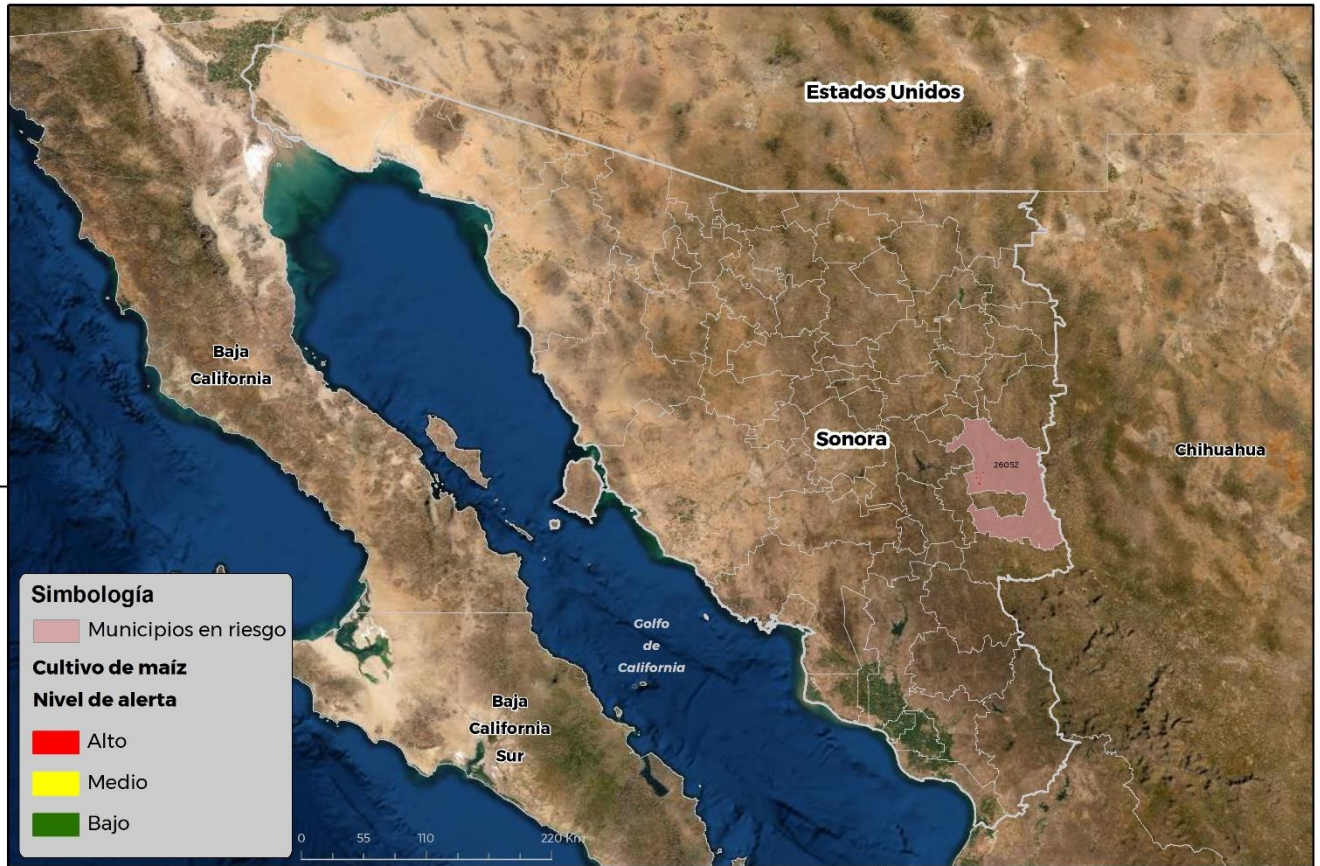 Estados Unidos
Baja
California
Sonora
Chihuahua
26052
Golfo
de
California
Baja
California
Sur
Simbología
Municipios en riesgo
Cultivo de maíz
Nivel de alerta
Alto
Medio
Bajo
0 55 110 220 Km